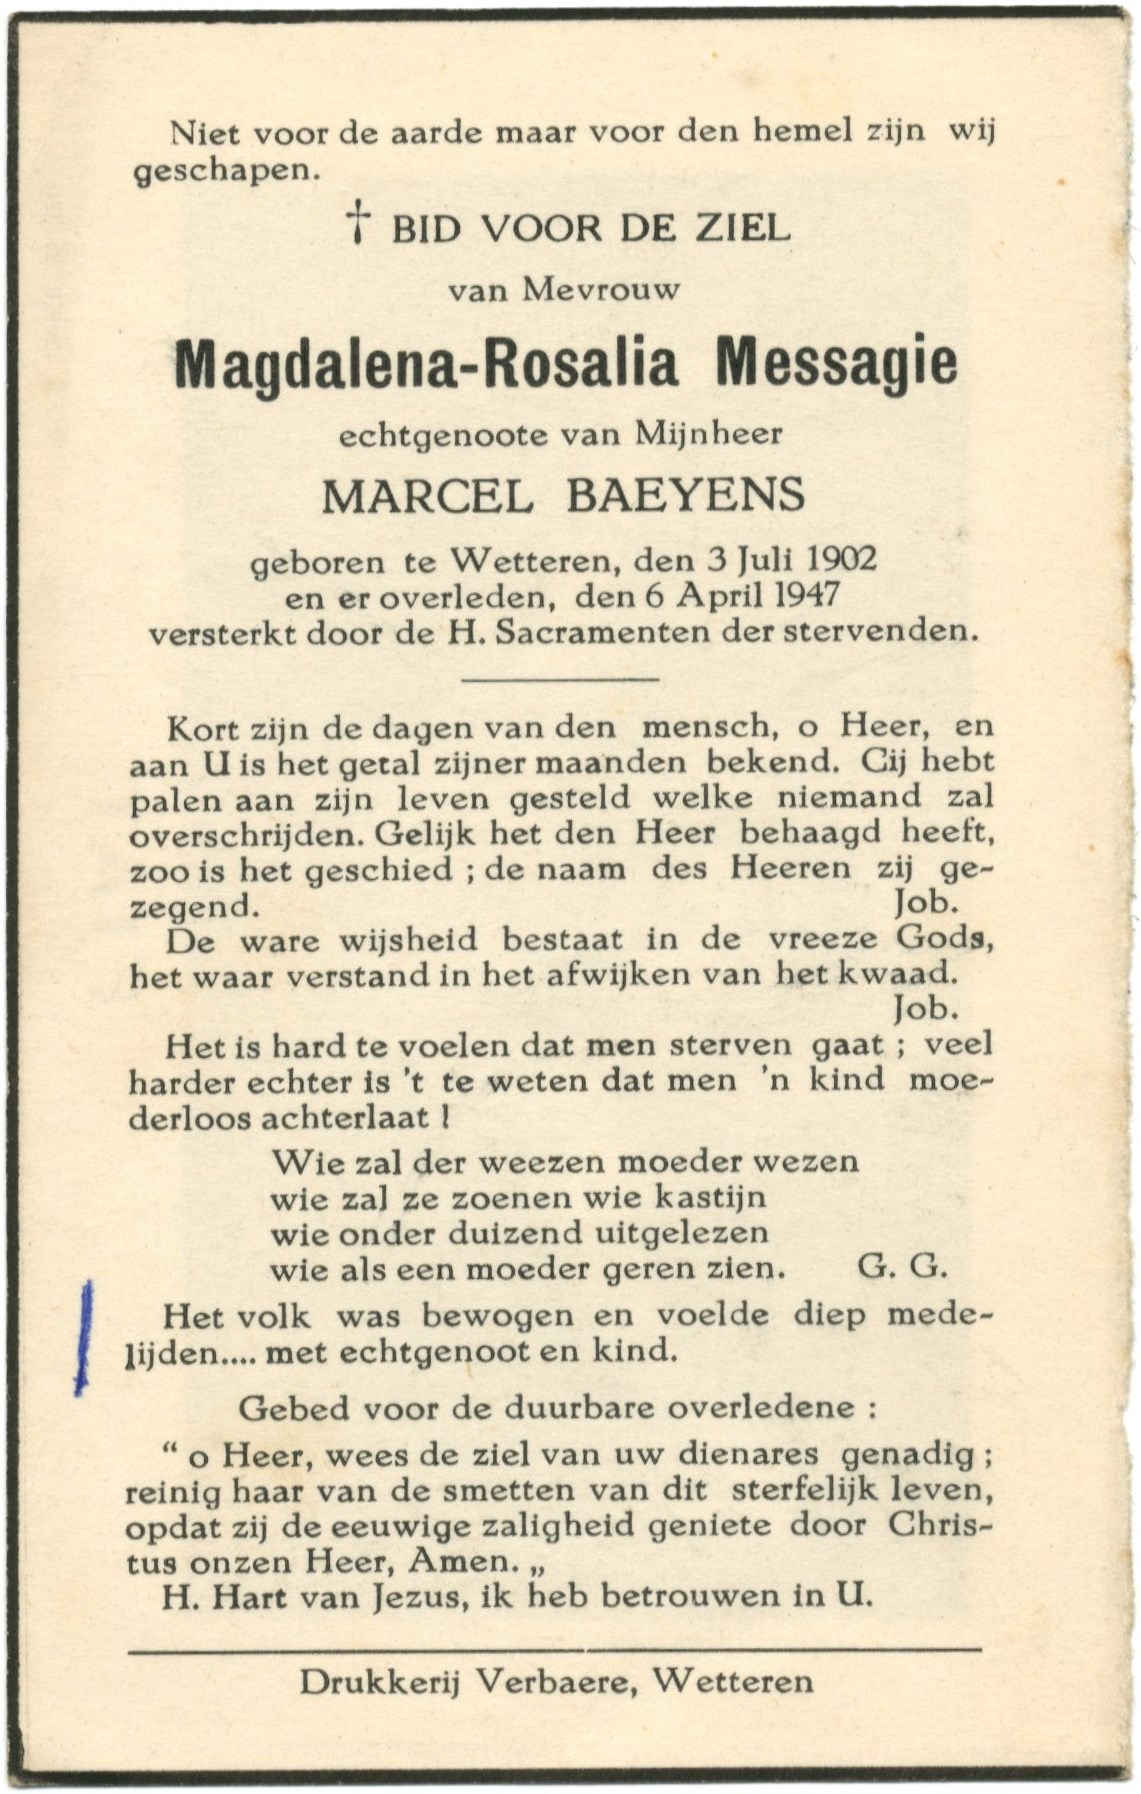 Niet voor de aarde maar voor den hemel zijn wij
geschapen.
† BID VOOR DE ZIEL
van Mevrouw
Magdalena-Rosalia Messagie
echtgenoote van Mijnheer
MARCEL BAEYENS
geboren te Wetteren, den 3 Juli 1902
en er overleden, den 6 April 1947
versterkt door de H. Sacramenten der stervenden.
Kort zijn de dagen van den mensch, o Heer, en
aan U is het getal zijner maanden bekend. Gij hebt
palen aan zijn leven gesteld welke niemand zal
overschrijden. Gelijk het den Heer behaagd heeft,
zoo is het geschied ; de naam des Heeren zij ge-
zegend. Job.
De ware wijsheid bestaat in de vreeze Gods,
het waar verstand in het afwijken van het kwaad.
Job.
Het is hard te voelen dat men sterven gaat ; veel
harder echter is 't te weten dat men 'n kind moe-
derloos achterlaat !
Wie zal der weezen moeder wezen
wie zal ze zoenen wie kastijn
wie onder duizend uitgelezen
wie als een moeder geren zien. G. G.
Het volk was bewogen en voelde diep mede-
lijden.... met echtgenoot en kind.
Gebed voor de duurbare overledene :
“ o Heer, wees de ziel van uw dienares genadig ;
reinig haar van de smetten van dit sterfelijk leven,
opdat zij de eeuwige zaligheid geniete door Chris-
tus onzen Heer, Amen. „
H. Hart van Jezus, ik heb betrouwen in U.
Drukkerij Verbaere, Wetteren